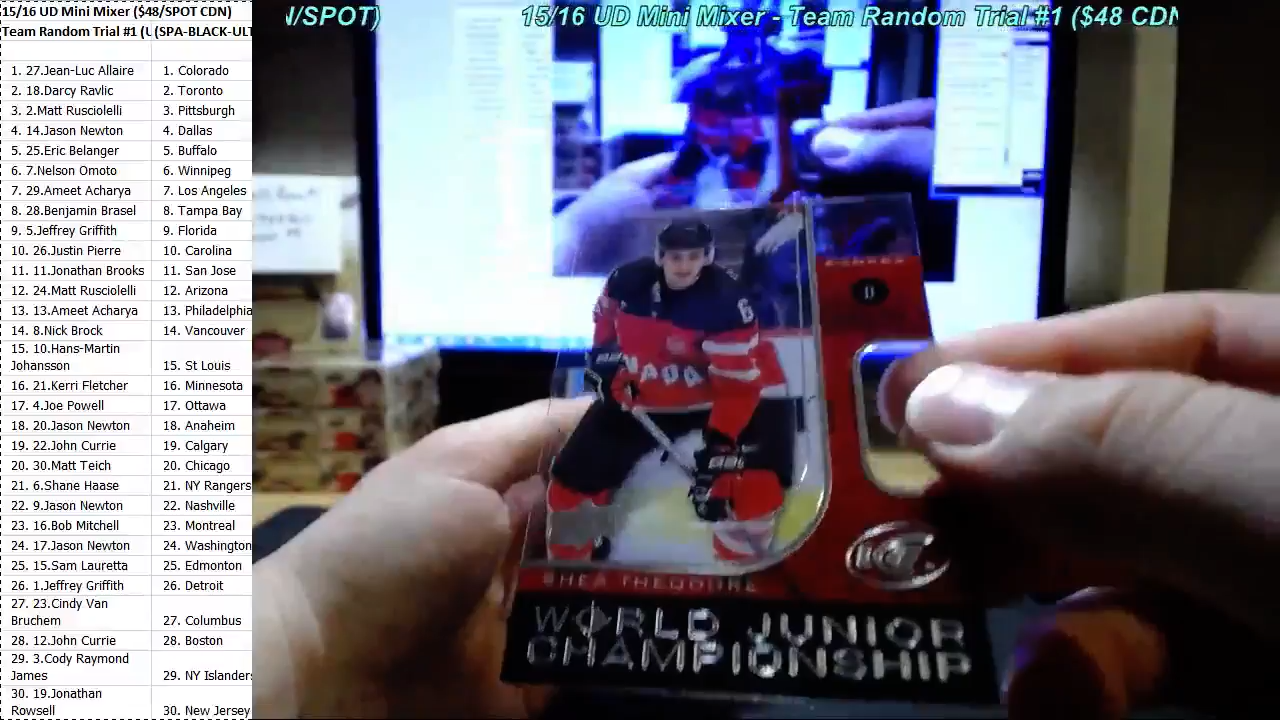 15/16 UD Mini Mixer ($48/SPOT CDN)
Team Random Trial #1 (U (SPA-BLACK-ULT
1. 27.Jean-Luc Allaire 1. Colorado
2. 18.Darcy Ravlic 2. Toronto
3. 2.Matt Rusciolelli 3. Pittsburgh
4. 14.Jason Newton 4. Dallas
5. 25.Eric Belanger 5. Buffalo
6. 7.Nelson Omoto 6. Winnipeg
7. 29.Ameet Acharya 7. Los Angeles
8. 28.Benjamin Brasel 8. Tampa Bay
9. 5.Jeffrey Griffith 9. Florida
10. 26.Justin Pierre 10. Carolina
11. 11.Jonathan Brooks 11. San Jose
12. 24.Matt Rusciolelli 12. Arizona
13. 13.Ameet Acharya 13. Philadelphia
14. 8.Nick Brock 14. Vancouver
15. 10.Hans-Martin
Johansson 15. St Louis
16. 21.Kerri Fletcher 16. Minnesota
17. 4.Joe Powell 17. Ottawa
18. 20.Jason Newton 18. Anaheim
19. 22.John Currie 19. Calgary
20. 30.Matt Teich 20. Chicago
21. 6.Shane Haase 21. NY Rangers
22. 9.Jason Newton 22. Nashville
23. 16.Bob Mitchell 23. Montreal
24. 17.Jason Newton 24. Washington
25. 15.Sam Lauretta 25. Edmonton
26. 1.Jeffrey Griffith 26. Detroit
27. 23.Cindy Van
Bruchem 27. Columbus
28. 12.John Currie 28. Boston
29. 3.Cody Raymond
James 29. NY Islanders
30. 19.Jonathan
Rowsell 30. New Jersey
N/SPOT) 15/16 UD Mini Mixer - Team Random Trial #1 ($48 CDN
CANADA
6
D
ICE
SHEA THEODORE
WORLD JUNIOR
CHAMPIONSHIP